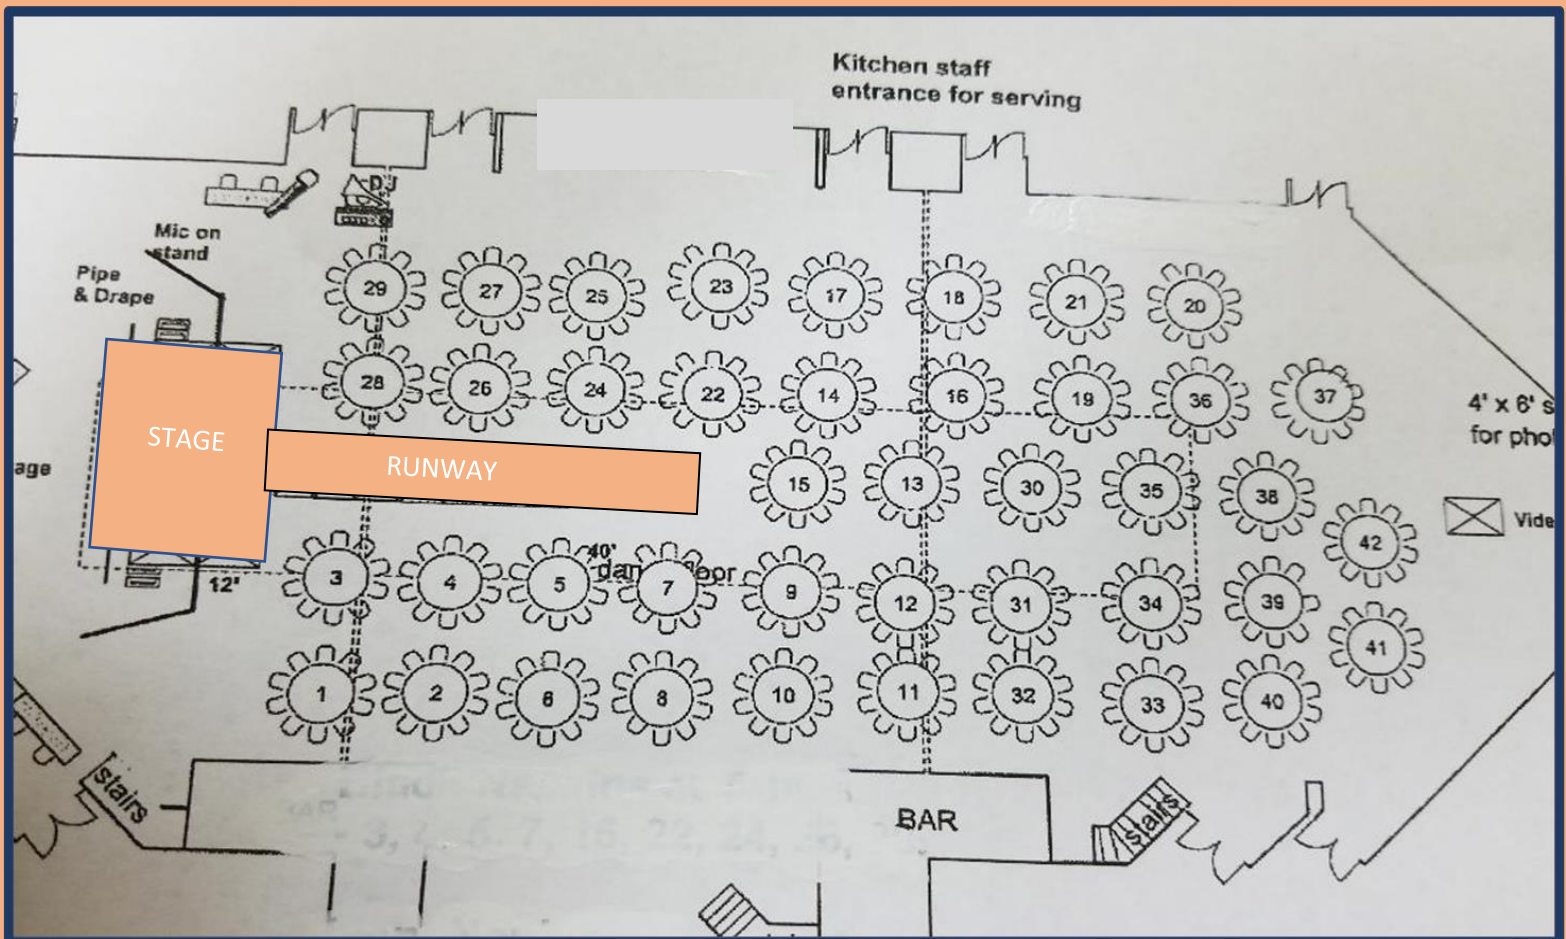 Kitchen staff
entrance for serving
DJ
Mic on
stand
Pipe
& Drape
29 27 25 23 17 18 21 20
28 26 24 22 14 16 19 36 37
4' x 6' s
for phot
STAGE
RUNWAY
age
15 13 30 35 38
Vide
42
40'
12'
3 4 5 7 9 12 31 34 39
41
1 2 6 8 10 11 32 33 40
stairs
BAR
stairs